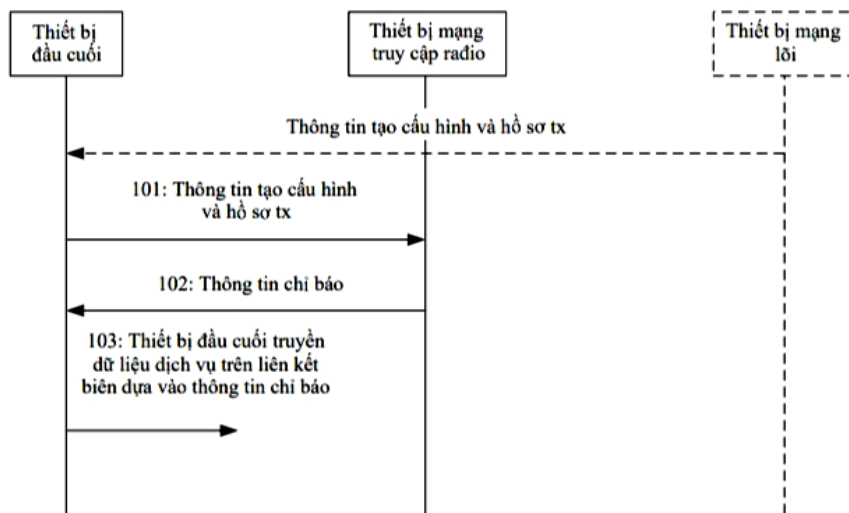 Thiết bị
đầu cuối
Thiết bị mạng
truy cập rađio
Thiết bị mạng
lõi
Thông tin tạo cấu hình và hồ sơ tx
101: Thông tin tạo cấu hình
và hồ sơ tx
102: Thông tin chỉ báo
103: Thiết bị đầu cuối truyền
dữ liệu dịch vụ trên liên kết
biên dựa vào thông tin chỉ báo